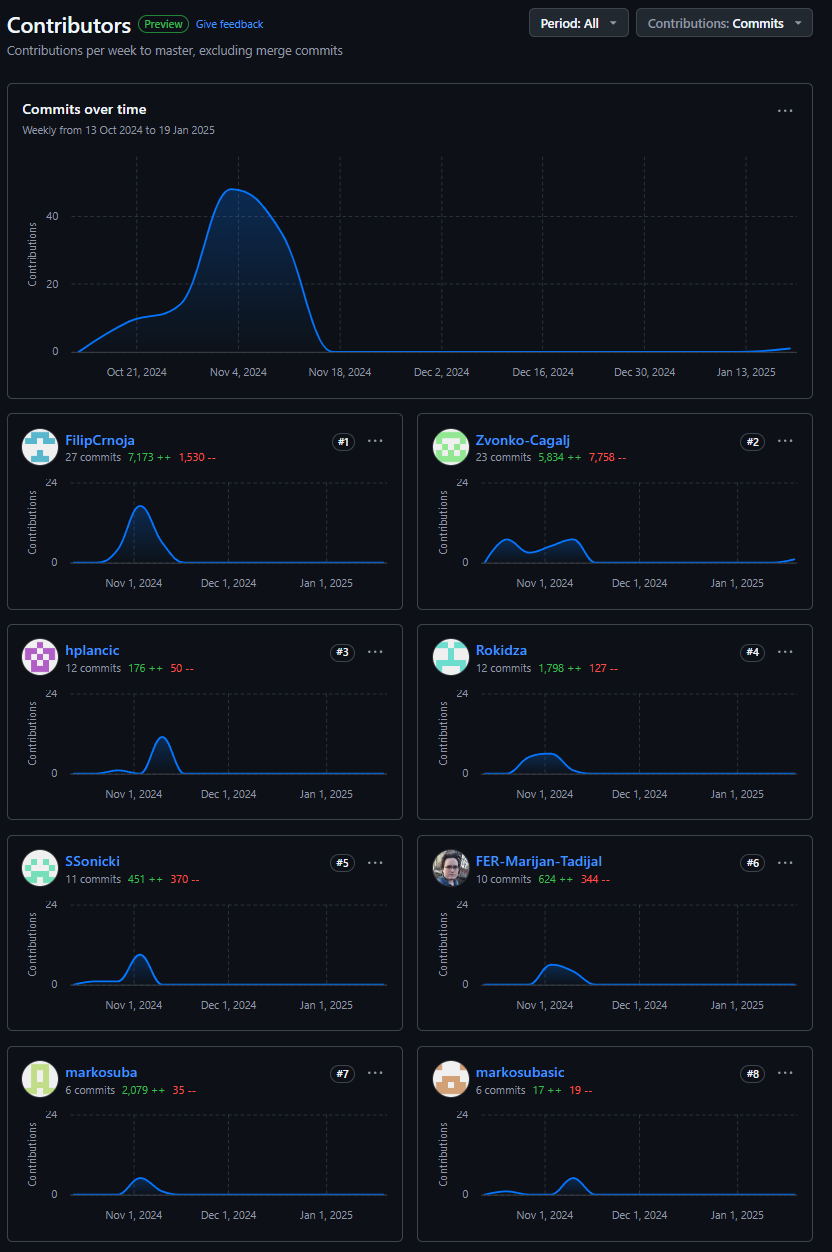 Contributors Preview Give feedback
Period: All Contributions: Commits
Contributions per week to master, excluding merge commits
Commits over time
Weekly from 13 Oct 2024 to 19 Jan 2025
Contributions
40
20
0
Oct 21, 2024 Nov 4, 2024 Nov 18, 2024 Dec 2, 2024 Dec 16, 2024 Dec 30, 2024 Jan 13, 2025
FilipCrnoja #1
27 commits 7,173 ++ 1,530 --
24
Contributions
0
Nov 1, 2024 Dec 1, 2024 Jan 1, 2025
Zvonko-Cagalj #2
23 commits 5,834 ++ 7,758 --
24
Contributions
0
Nov 1, 2024 Dec 1, 2024 Jan 1, 2025
hplancic #3
12 commits 176 ++ 50 --
24
Contributions
0
Nov 1, 2024 Dec 1, 2024 Jan 1, 2025
Rokidza #4
12 commits 1,798 ++ 127 --
24
Contributions
0
Nov 1, 2024 Dec 1, 2024 Jan 1, 2025
SSonicki #5
11 commits 451 ++ 370 --
24
Contributions
0
Nov 1, 2024 Dec 1, 2024 Jan 1, 2025
FER-Marijan-Tadijal #6
10 commits 624 ++ 344 --
24
Contributions
0
Nov 1, 2024 Dec 1, 2024 Jan 1, 2025
markosuba #7
6 commits 2,079 ++ 35 --
24
Contributions
0
Nov 1, 2024 Dec 1, 2024 Jan 1, 2025
markosubasic #8
6 commits 17 ++ 19 --
24
Contributions
0
Nov 1, 2024 Dec 1, 2024 Jan 1, 2025